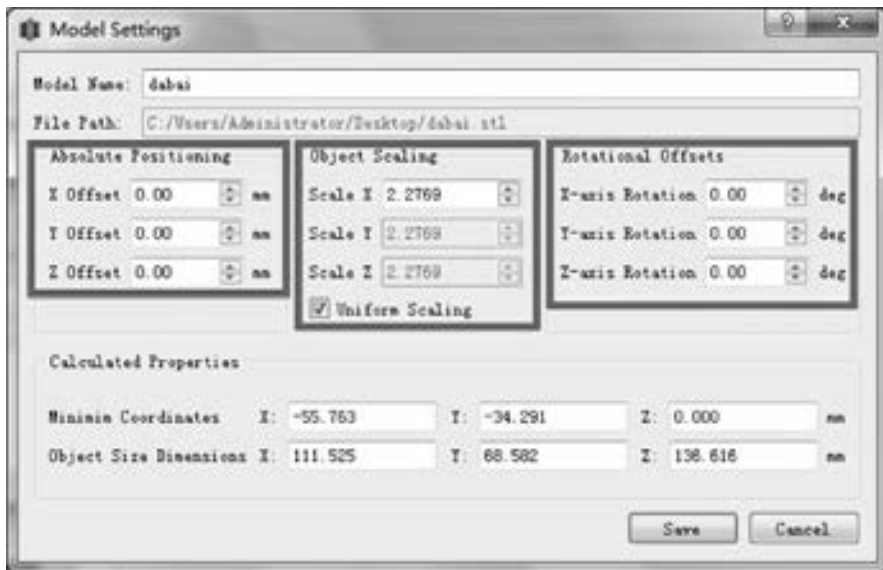 Model Settings
?
Model Name: dabai
File Path: C:/Users/Administrator/Desktop/dabai.stl
Absolute Positioning
X Offset 0.00 mm
Y Offset 0.00 mm
Z Offset 0.00 mm
Object Scaling
Scale X 2.2769
Scale Y 2.2769
Scale Z 2.2769
Uniform Scaling
Rotational Offsets
X-axis Rotation 0.00 deg
Y-axis Rotation 0.00 deg
Z-axis Rotation 0.00 deg
Calculated Properties
Minimin Coordinates X: -55.763 Y: -34.291 Z: 0.000 mm
Object Size Dimensions X: 111.525 Y: 68.582 Z: 136.616 mm
Save Cancel